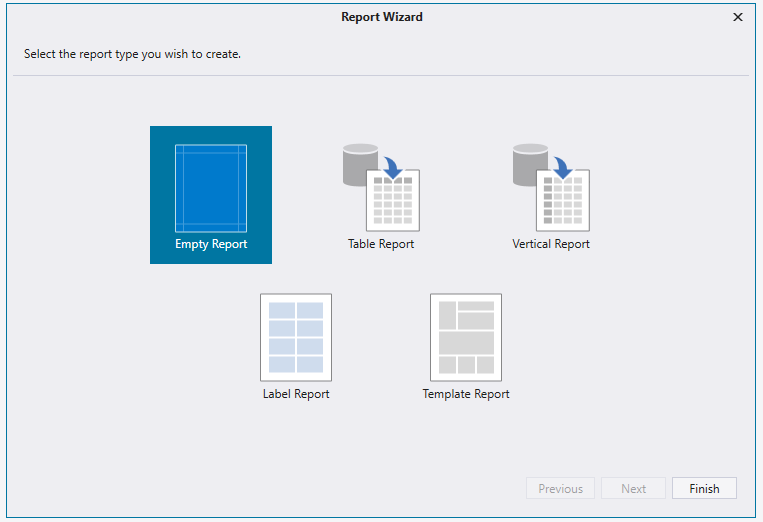 Report Wizard
Select the report type you wish to create.
Empty Report
Table Report
Vertical Report
Label Report
Template Report
Previous
Next
Finish